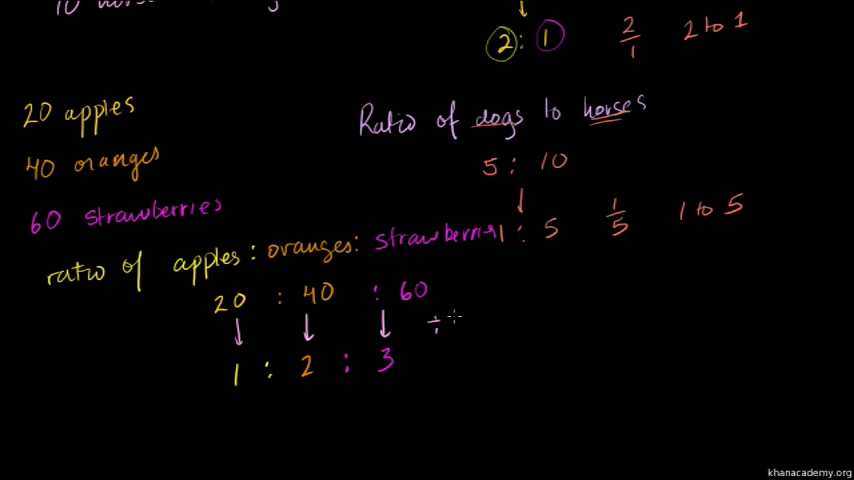 10
2 : 1 2/1 2 to 1
20 apples
40 oranges
60 strawberries
Ratio of dogs to horses
5 : 10
1 : 5 1/5 1 to 5
ratio of apples : oranges : strawberries
20 : 40 : 60
÷
1 : 2 : 3
khanacademy.org